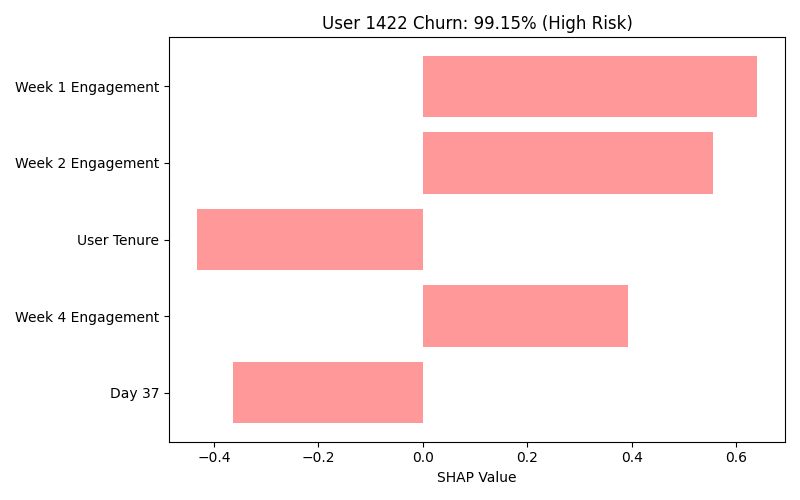 User 1422 Churn: 99.15% (High Risk)
Week 1 Engagement
Week 2 Engagement
User Tenure
Week 4 Engagement
Day 37
−0.4 −0.2 0.0 0.2 0.4 0.6
SHAP Value